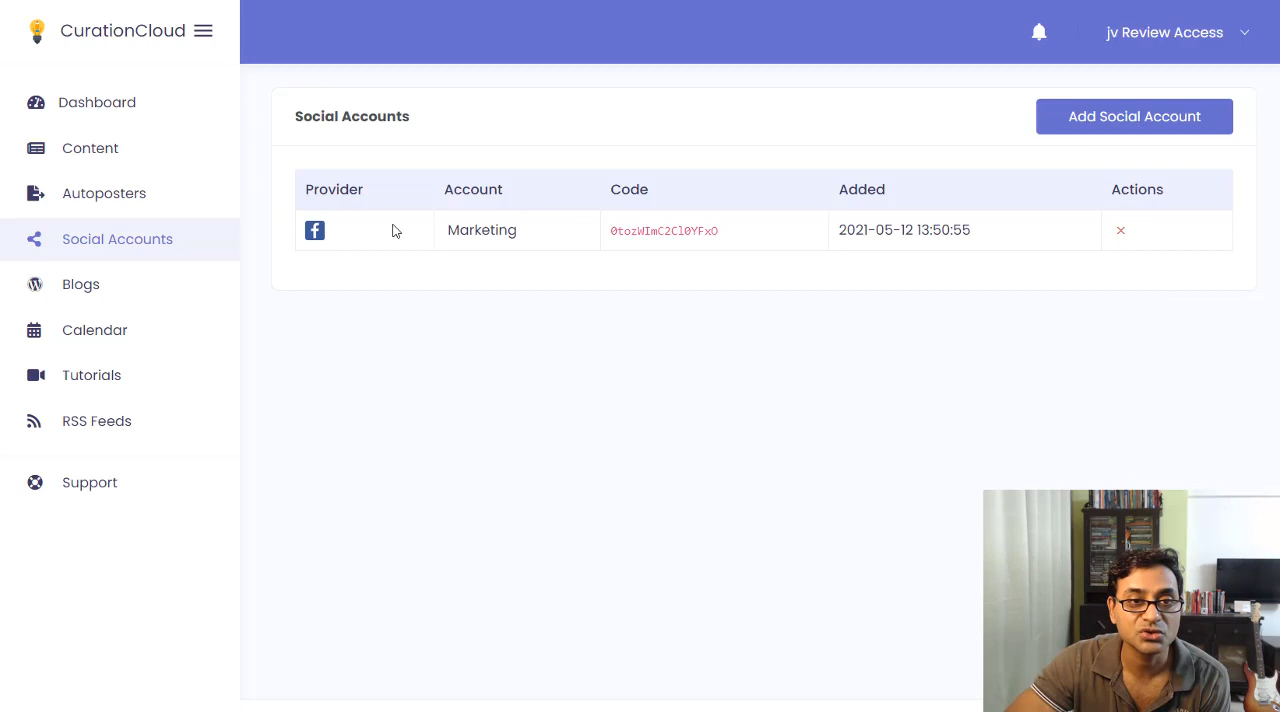 CurationCloud
jv Review Access
Dashboard
Content
Autoposters
Social Accounts
Blogs
Calendar
Tutorials
RSS Feeds
Support
Social Accounts
Add Social Account
Provider Account Code Added Actions
Marketing 0tozWImC2Cl0YFxO 2021-05-12 13:50:55